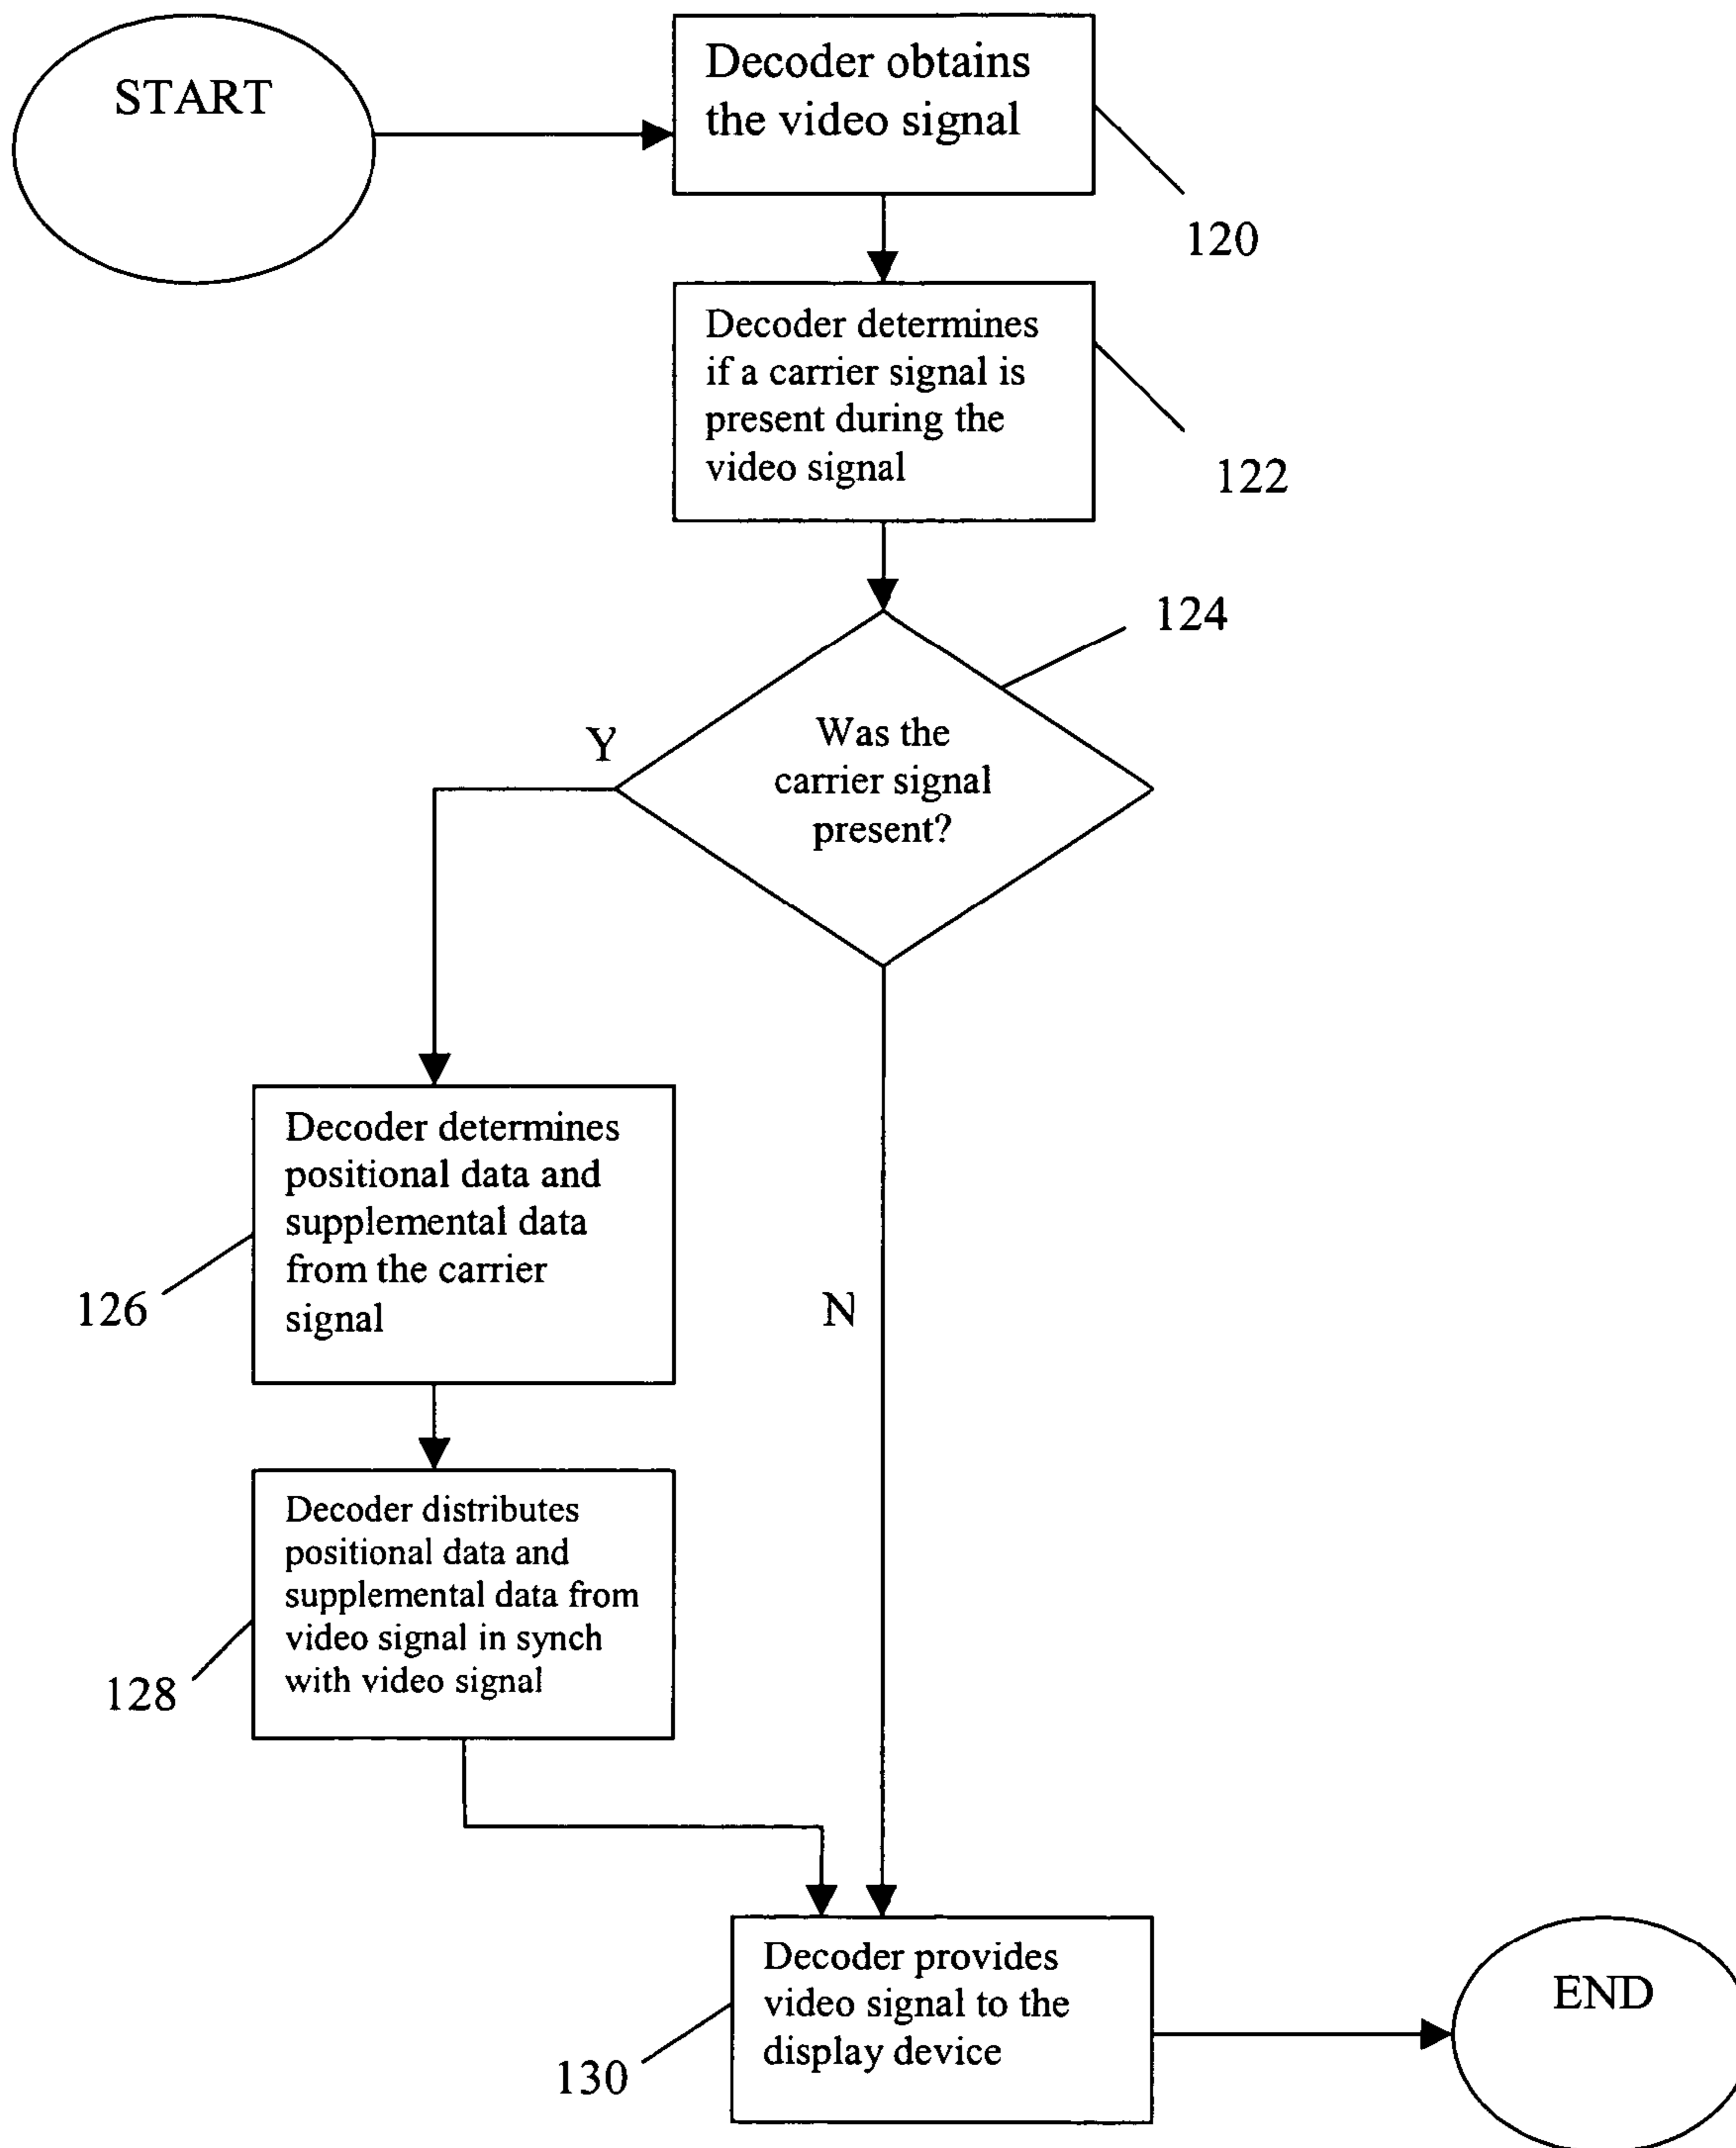 START
Decoder obtains
the video signal
120
Decoder determines
if a carrier signal is
present during the
video signal
122
124
Was the
carrier signal
present?
Y
Decoder determines
positional data and
supplemental data
from the carrier
signal
126
N
Decoder distributes
positional data and
supplemental data from
video signal in synch
with video signal
128
Decoder provides
video signal to the
display device
130
END